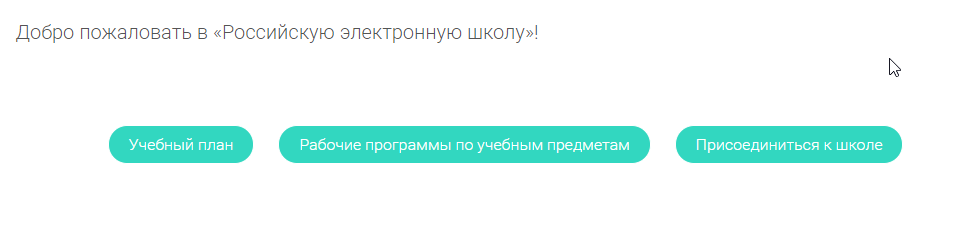 Добро пожаловать в «Российскую электронную школу»!
Учебный план
Рабочие программы по учебным предметам
Присоединиться к школе